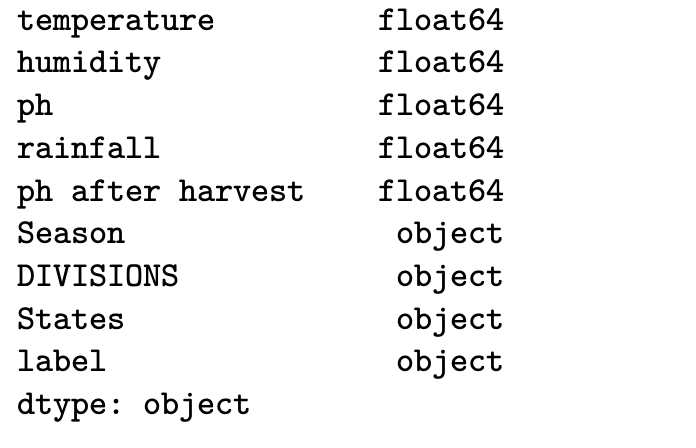 temperature float64
humidity float64
ph float64
rainfall float64
ph after harvest float64
Season object
DIVISIONS object
States object
label object
dtype: object